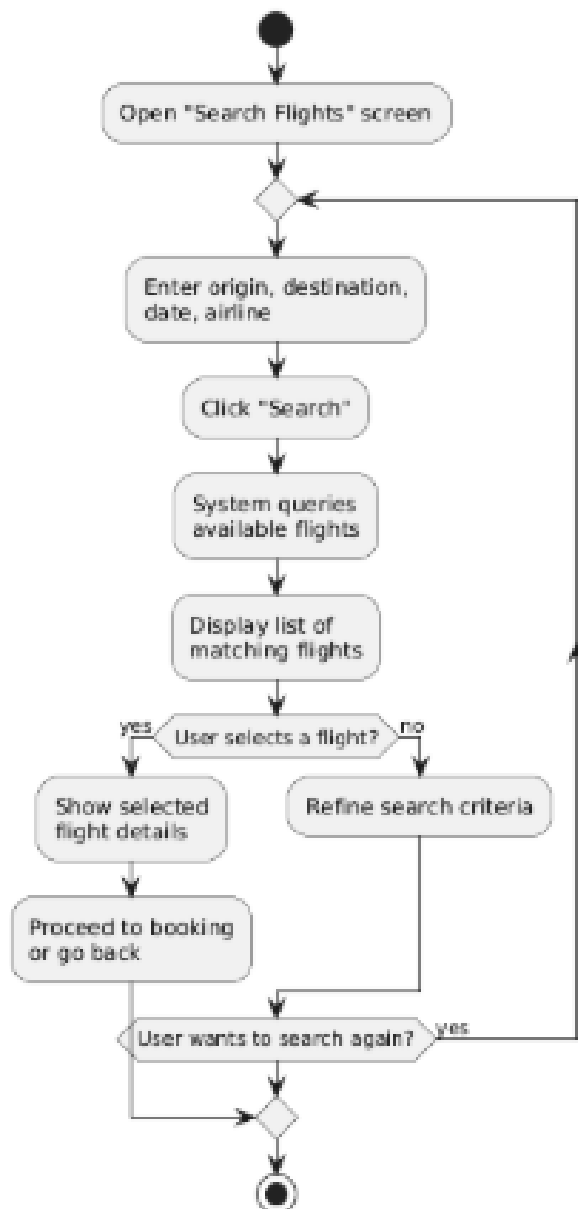 Open "Search Flights" screen
Enter origin, destination,
date, airline
Click "Search"
System queries
available flights
Display list of
matching flights
yes
User selects a flight?
no
Show selected
flight details
Refine search criteria
Proceed to booking
or go back
User wants to search again?
yes